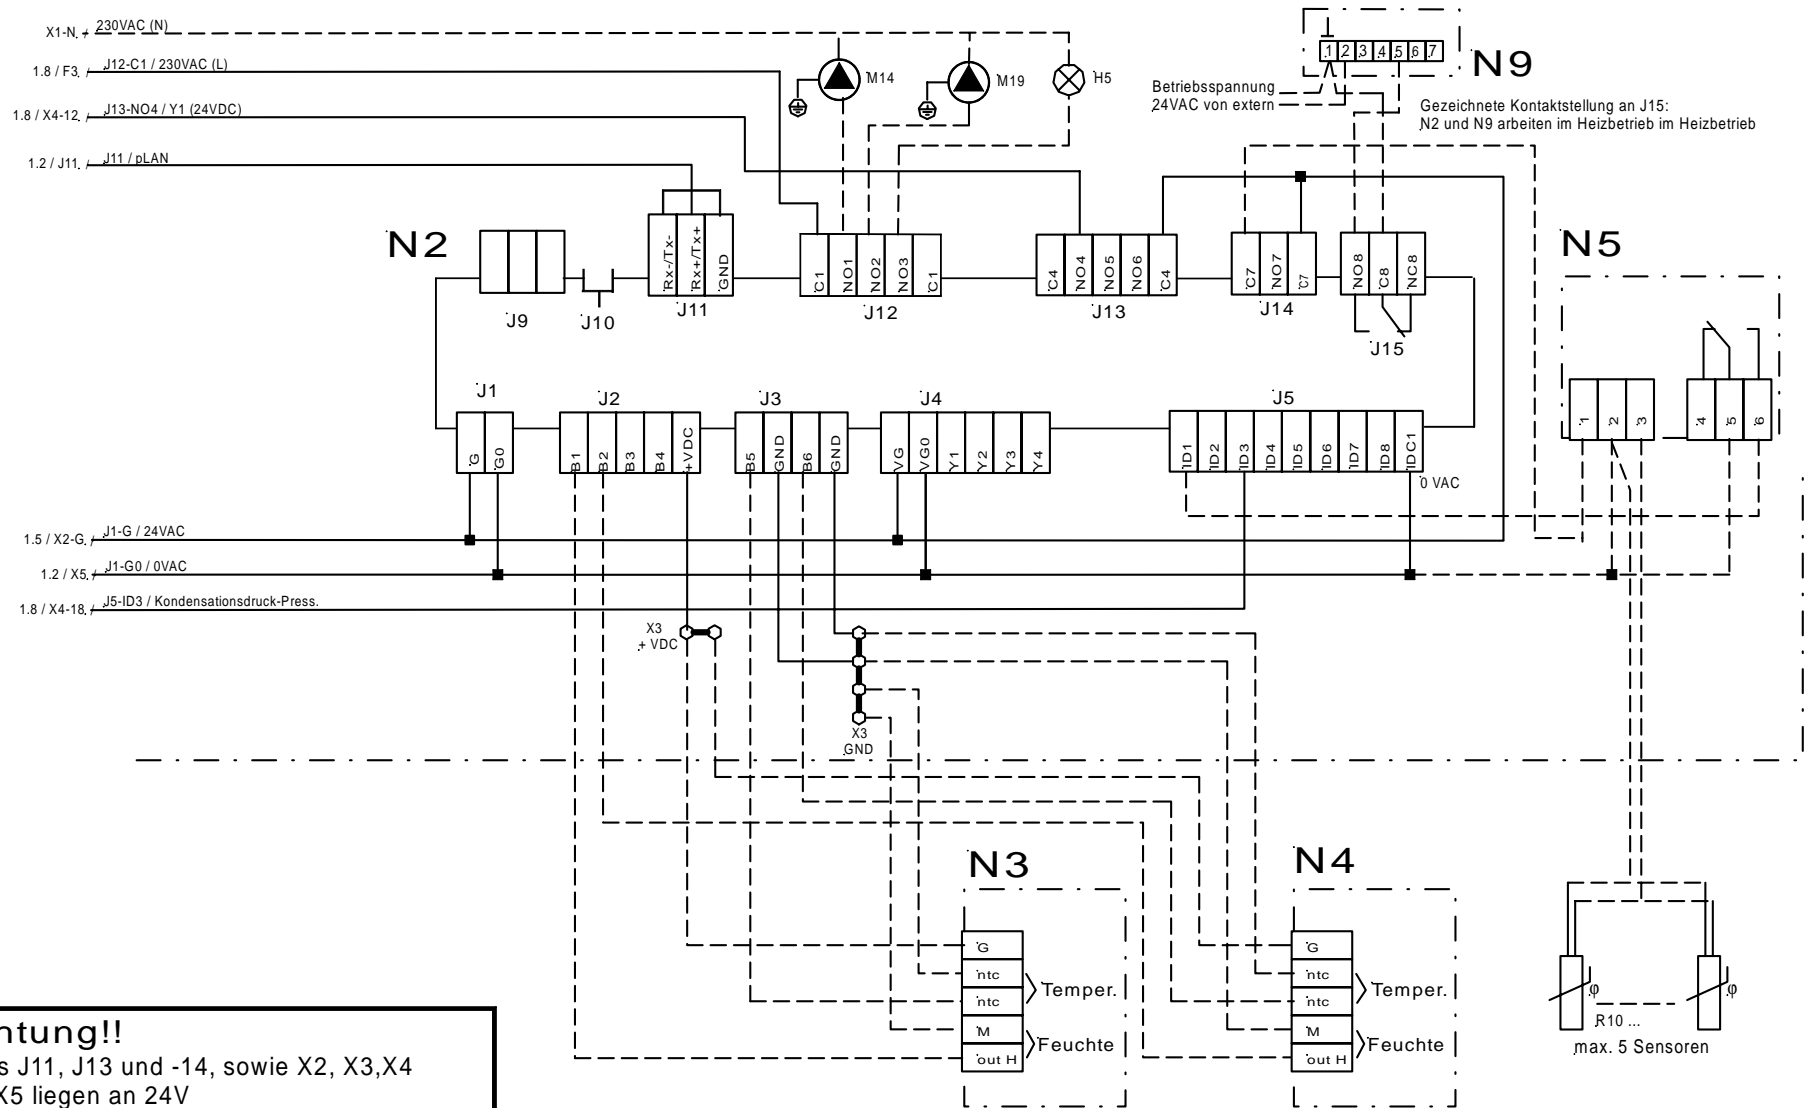 X1-N. / 230VAC (N)
1.8 / F3. / J12-C1 / 230VAC (L)
1.8 / X4-12. / J13-NO4 / Y1 (24VDC)
1.2 / J11. / J11 / pLAN
M14
M19
H5
1 2 3 4 5 6 7
N9
Betriebsspannung
24VAC von extern
Gezeichnete Kontaktstellung an J15:
N2 und N9 arbeiten im Heizbetrieb im Heizbetrieb
N2
Rx-/Tx-
Rx+/Tx+
GND
C1
NO1
NO2
NO3
C1
C4
NO4
NO5
NO6
C4
C7
NO7
C7
NO8
C8
NC8
J9
J10
J11
J12
J13
J14
J15
N5
1
2
3
4
5
6
J1
J2
J3
J4
J5
G
G0
B1
B2
B3
B4
+VDC
B5
GND
B6
GND
VG
VG0
Y1
Y2
Y3
Y4
ID1
ID2
ID3
ID4
ID5
ID6
ID7
ID8
IDC1
0 VAC
1.5 / X2-G. / J1-G / 24VAC
1.2 / X5. / J1-G0 / 0VAC
1.8 / X4-18. / J5-ID3 / Kondensationsdruck-Press.
X3
+ VDC
X3
GND
N3
G
ntc
ntc
M
out H
Temper.
Feuchte
N4
G
ntc
ntc
M
out H
Temper.
Feuchte
φ
φ
R10 ...
max. 5 Sensoren
ntung!!
s J11, J13 und -14, sowie X2, X3,X4
X5 liegen an 24V